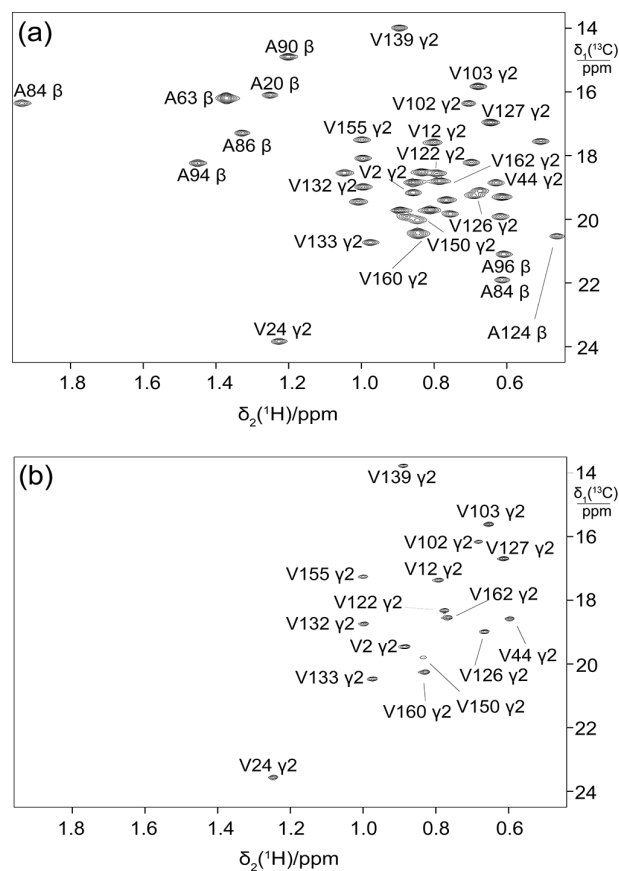 (a)
14
V139 γ2
δ₁(¹³C)
ppm
A90 β
V103 γ2
A84 β
A63 β
A20 β
16
V102 γ2
V127 γ2
A86 β
V155 γ2
V12 γ2
V122 γ2
18
A94 β
V2 γ2
V162 γ2
V132 γ2
V44 γ2
20
V126 γ2
V133 γ2
V150 γ2
V160 γ2
A96 β
A84 β
22
A124 β
V24 γ2
24
1.8
1.6
1.4
1.2
1.0
0.8
0.6
δ₂(¹H)/ppm
(b)
14
V139 γ2
δ₁(¹³C)
ppm
V103 γ2
16
V102 γ2
V127 γ2
V12 γ2
V155 γ2
V162 γ2
V122 γ2
18
V132 γ2
V2 γ2
V44 γ2
V126 γ2
20
V133 γ2
V160 γ2
V150 γ2
22
V24 γ2
24
1.8
1.6
1.4
1.2
1.0
0.8
0.6
δ₂(¹H)/ppm